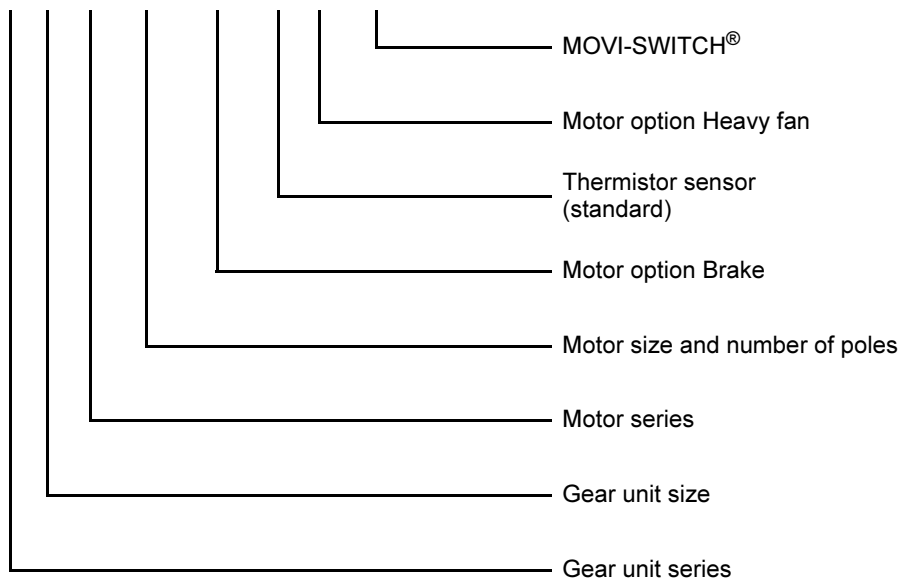 MOVI-SWITCH®
Motor option Heavy fan
Thermistor sensor
(standard)
Motor option Brake
Motor size and number of poles
Motor series
Gear unit size
Gear unit series